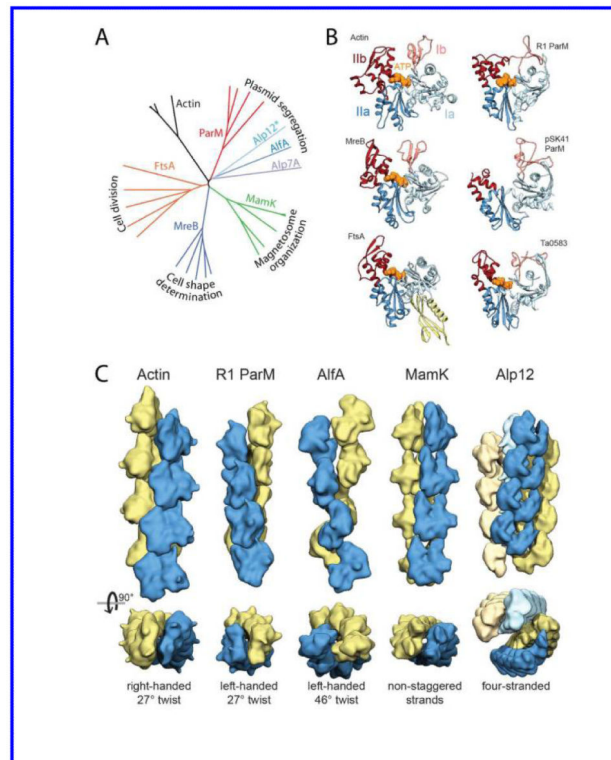 A
Actin
ParM
Plasmid segregation
Alp12*
AlfA
Alp7A
FtsA
Cell division
MamK
Magnetosome
organization
MreB
Cell shape
determination
B
Actin
Ib
IIb
ATP
IIa
Ia
R1 ParM
MreB
pSK41
ParM
FtsA
Ta0583
C
Actin R1 ParM AlfA MamK Alp12
90°
right-handed left-handed left-handed non-staggered four-stranded
27° twist 27° twist 46° twist strands